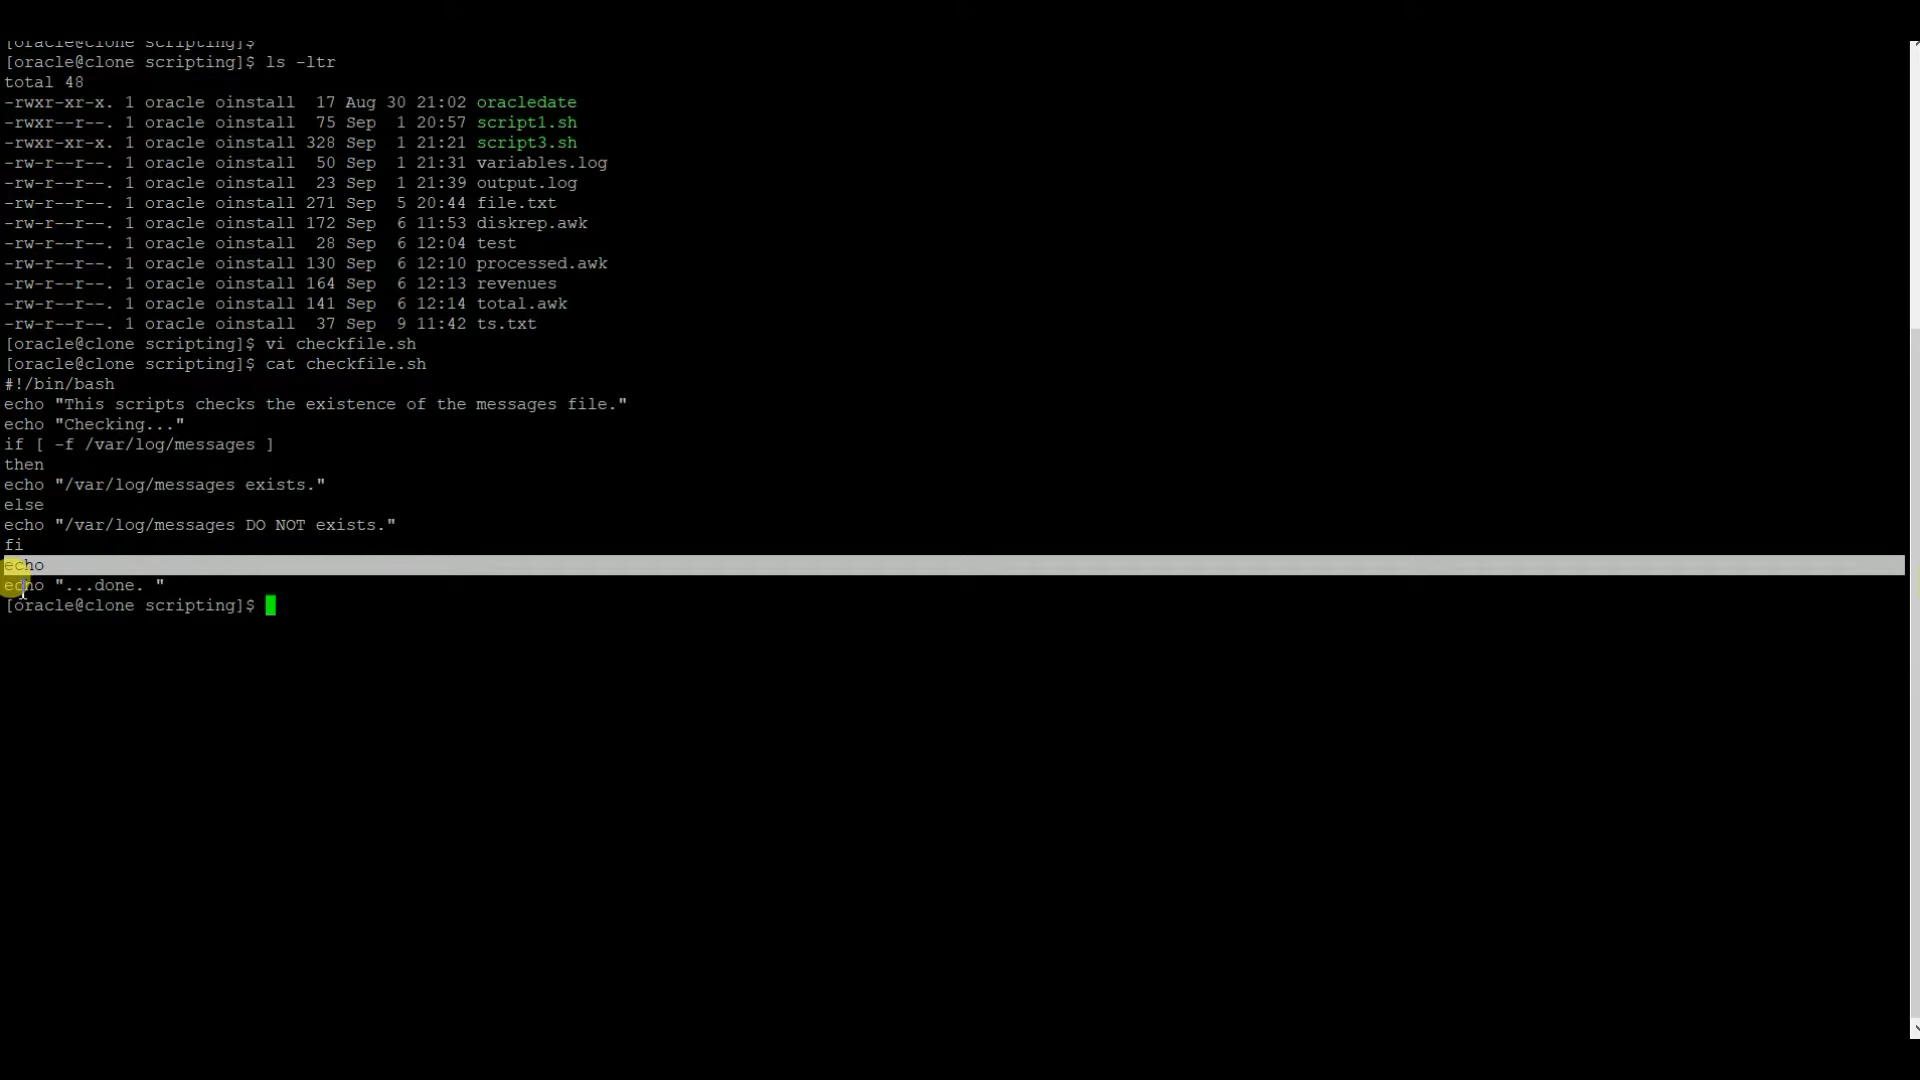 [oracle@clone scripting]$
[oracle@clone scripting]$ ls -ltr
total 48
-rwxr-xr-x. 1 oracle oinstall  17 Aug 30 21:02 oracledate
-rwxr--r--. 1 oracle oinstall  75 Sep  1 20:57 script1.sh
-rwxr-xr-x. 1 oracle oinstall 328 Sep  1 21:21 script3.sh
-rw-r--r--. 1 oracle oinstall  50 Sep  1 21:31 variables.log
-rw-r--r--. 1 oracle oinstall  23 Sep  1 21:39 output.log
-rw-r--r--. 1 oracle oinstall 271 Sep  5 20:44 file.txt
-rw-r--r--. 1 oracle oinstall 172 Sep  6 11:53 diskrep.awk
-rw-r--r--. 1 oracle oinstall  28 Sep  6 12:04 test
-rw-r--r--. 1 oracle oinstall 130 Sep  6 12:10 processed.awk
-rw-r--r--. 1 oracle oinstall 164 Sep  6 12:13 revenues
-rw-r--r--. 1 oracle oinstall 141 Sep  6 12:14 total.awk
-rw-r--r--. 1 oracle oinstall  37 Sep  9 11:42 ts.txt
[oracle@clone scripting]$ vi checkfile.sh
[oracle@clone scripting]$ cat checkfile.sh
#!/bin/bash
echo "This scripts checks the existence of the messages file."
echo "Checking..."
if [ -f /var/log/messages ]
then
echo "/var/log/messages exists."
else
echo "/var/log/messages DO NOT exists."
fi
echo
echo "...done. "
[oracle@clone scripting]$